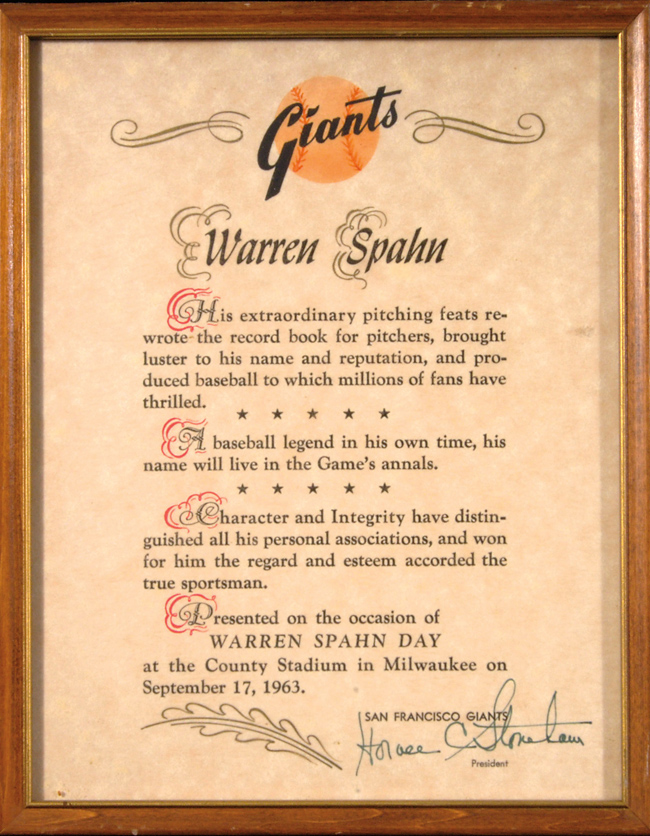 Giants
Warren Spahn
His extraordinary pitching feats re-
wrote the record book for pitchers, brought
luster to his name and reputation, and pro-
duced baseball to which millions of fans have
thrilled.
★ ★ ★ ★ ★
A baseball legend in his own time, his
name will live in the Game's annals.
★ ★ ★ ★ ★
Character and Integrity have distin-
guished all his personal associations, and won
for him the regard and esteem accorded the
true sportsman.
Presented on the occasion of
WARREN SPAHN DAY
at the County Stadium in Milwaukee on
September 17, 1963.
SAN FRANCISCO GIANTS
Horace C Stoneham
President